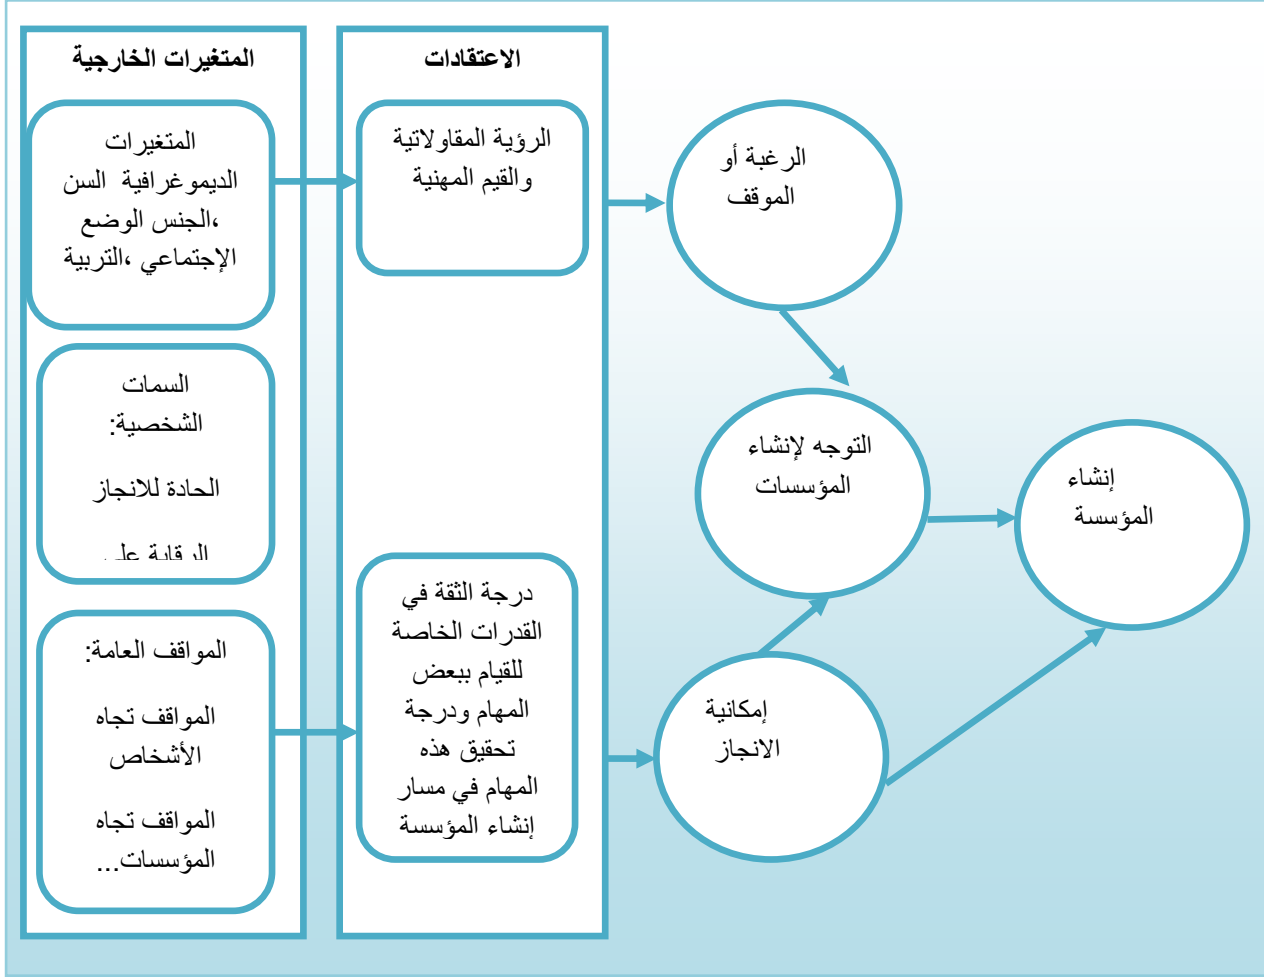 المتغيرات الخارجية
المتغيرات
الديموغرافية السن
،الجنس الوضع
الإجتماعي ،التربية
السمات
الشخصية:
الحادة للانجاز
المواقف العامة:
المواقف تجاه
الأشخاص
المواقف تجاه
المؤسسات...
الاعتقادات
الرؤية المقاولاتية
والقيم المهنية
درجة الثقة في
القدرات الخاصة
للقيام ببعض
المهام ودرجة
تحقيق هذه
المهام في مسار
إنشاء المؤسسة
الرغبة أو
الموقف
التوجه لإنشاء
المؤسسات
إمكانية
الانجاز
إنشاء
المؤسسة